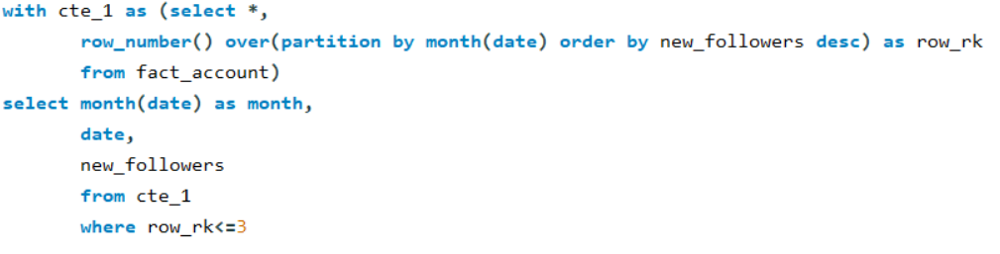 with cte_1 as (select *,
row_number() over(partition by month(date) order by new_followers desc) as row_rk
from fact_account)
select month(date) as month,
date,
new_followers
from cte_1
where row_rk<=3